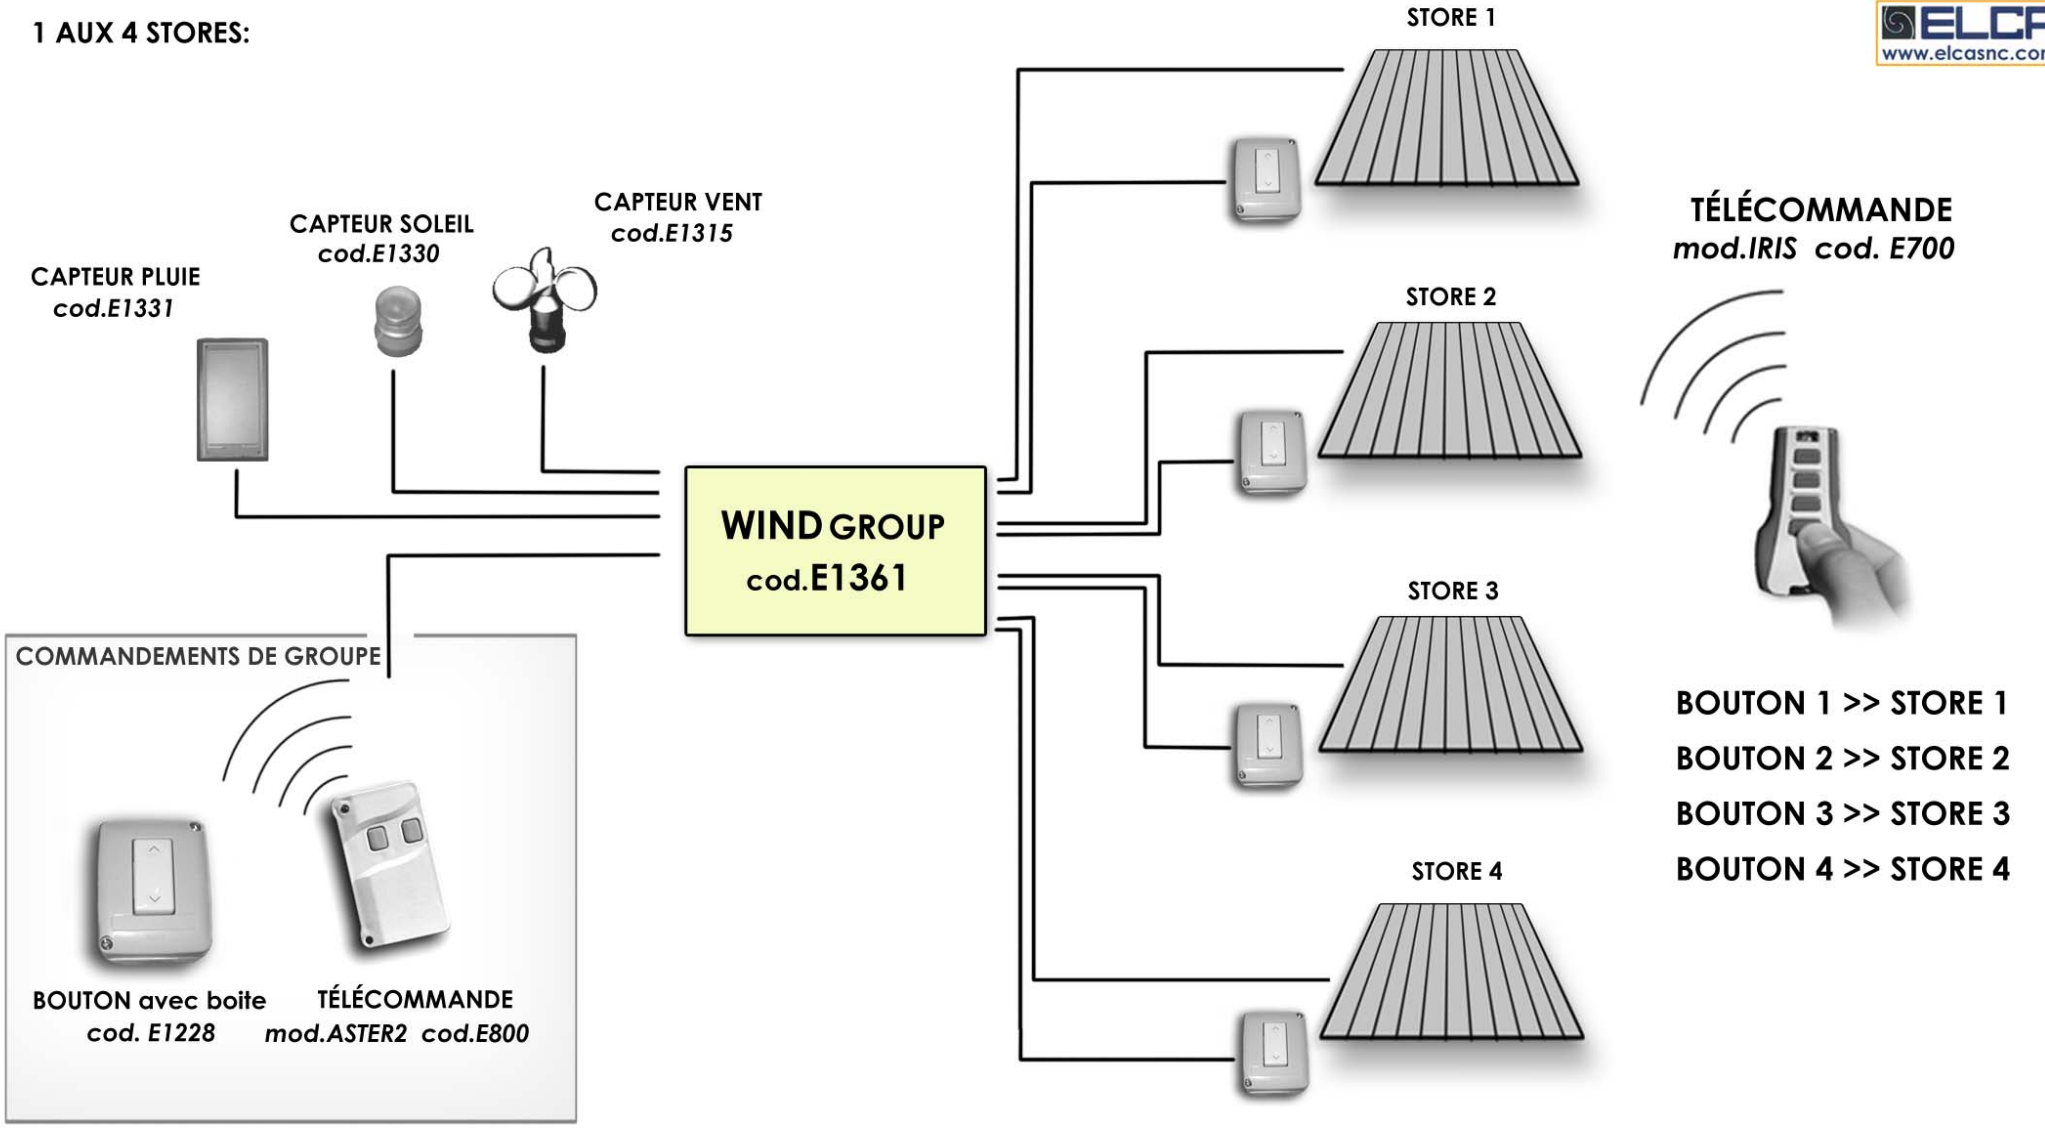 1 AUX 4 STORES:
STORE 1
www.elcasnc.com
CAPTEUR VENT
cod.E1315
CAPTEUR SOLEIL
cod.E1330
CAPTEUR PLUIE
cod.E1331
TÉLÉCOMMANDE
mod.IRIS cod. E700
STORE 2
WIND GROUP
cod.E1361
STORE 3
COMMANDEMENTS DE GROUPE
BOUTON 1 >> STORE 1
BOUTON 2 >> STORE 2
BOUTON 3 >> STORE 3
BOUTON 4 >> STORE 4
STORE 4
BOUTON avec boite
cod. E1228
TÉLÉCOMMANDE
mod.ASTER2 cod.E800